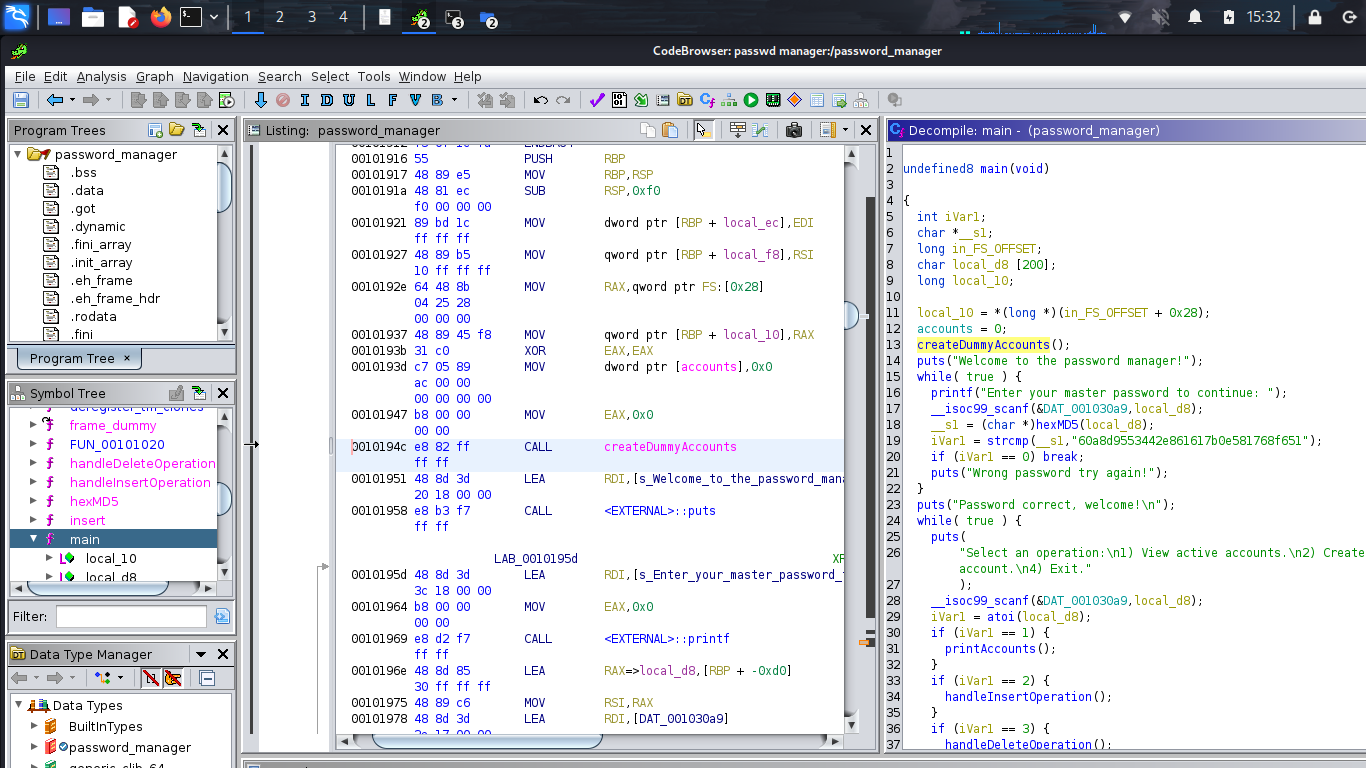 1 2 3 4 2 3 2 15:32
CodeBrowser: passwd manager:/password_manager
File Edit Analysis Graph Navigation Search Select Tools Window Help
I D U L F V B
Program Trees
password_manager
.bss
.data
.got
.dynamic
.fini_array
.init_array
.eh_frame
.eh_frame_hdr
.rodata
.fini
Program Tree ×
Symbol Tree
frame_dummy
FUN_00101020
handleDeleteOperation
handleInsertOperation
hexMD5
insert
main
local_10
local_d8
Filter:
Data Type Manager
Data Types
BuiltInTypes
password_manager
Listing: password_manager
00101916 55 PUSH RBP
00101917 48 89 e5 MOV RBP,RSP
0010191a 48 81 ec SUB RSP,0xf0
f0 00 00 00
00101921 89 bd 1c MOV dword ptr [RBP + local_ec],EDI
ff ff ff
00101927 48 89 b5 MOV qword ptr [RBP + local_f8],RSI
10 ff ff ff
0010192e 64 48 8b MOV RAX,qword ptr FS:[0x28]
04 25 28
00 00 00
00101937 48 89 45 f8 MOV qword ptr [RBP + local_10],RAX
0010193b 31 c0 XOR EAX,EAX
0010193d c7 05 89 MOV dword ptr [accounts],0x0
ac 00 00
00 00 00 00
00101947 b8 00 00 MOV EAX,0x0
00 00
0010194c e8 82 ff CALL createDummyAccounts
ff ff
00101951 48 8d 3d LEA RDI,[s_Welcome_to_the_password_mana
20 18 00 00
00101958 e8 b3 f7 CALL <EXTERNAL>::puts
ff ff
LAB_0010195d XR
0010195d 48 8d 3d LEA RDI,[s_Enter_your_master_password_
3c 18 00 00
00101964 b8 00 00 MOV EAX,0x0
00 00
00101969 e8 d2 f7 CALL <EXTERNAL>::printf
ff ff
0010196e 48 8d 85 LEA RAX=>local_d8,[RBP + -0xd0]
30 ff ff ff
00101975 48 89 c6 MOV RSI,RAX
00101978 48 8d 3d LEA RDI,[DAT_001030a9]
Decompile: main - (password_manager)
1
2 undefined8 main(void)
3
4 {
5 int iVar1;
6 char *__s1;
7 long in_FS_OFFSET;
8 char local_d8 [200];
9 long local_10;
10
11 local_10 = *(long *)(in_FS_OFFSET + 0x28);
12 accounts = 0;
13 createDummyAccounts();
14 puts("Welcome to the password manager!");
15 while( true ) {
16 printf("Enter your master password to continue: ");
17 __isoc99_scanf(&DAT_001030a9,local_d8);
18 __s1 = (char *)hexMD5(local_d8);
19 iVar1 = strcmp(__s1,"60a8d9553442e861617b0e581768f651");
20 if (iVar1 == 0) break;
21 puts("Wrong password try again!");
22 }
23 puts("Password correct, welcome!\n");
24 while( true ) {
25 puts(
26 "Select an operation:\n1) View active accounts.\n2) Create
account.\n4) Exit."
27 );
28 __isoc99_scanf(&DAT_001030a9,local_d8);
29 iVar1 = atoi(local_d8);
30 if (iVar1 == 1) {
31 printAccounts();
32 }
33 if (iVar1 == 2) {
34 handleInsertOperation();
35 }
36 if (iVar1 == 3) {
37 handleDeleteOperation();